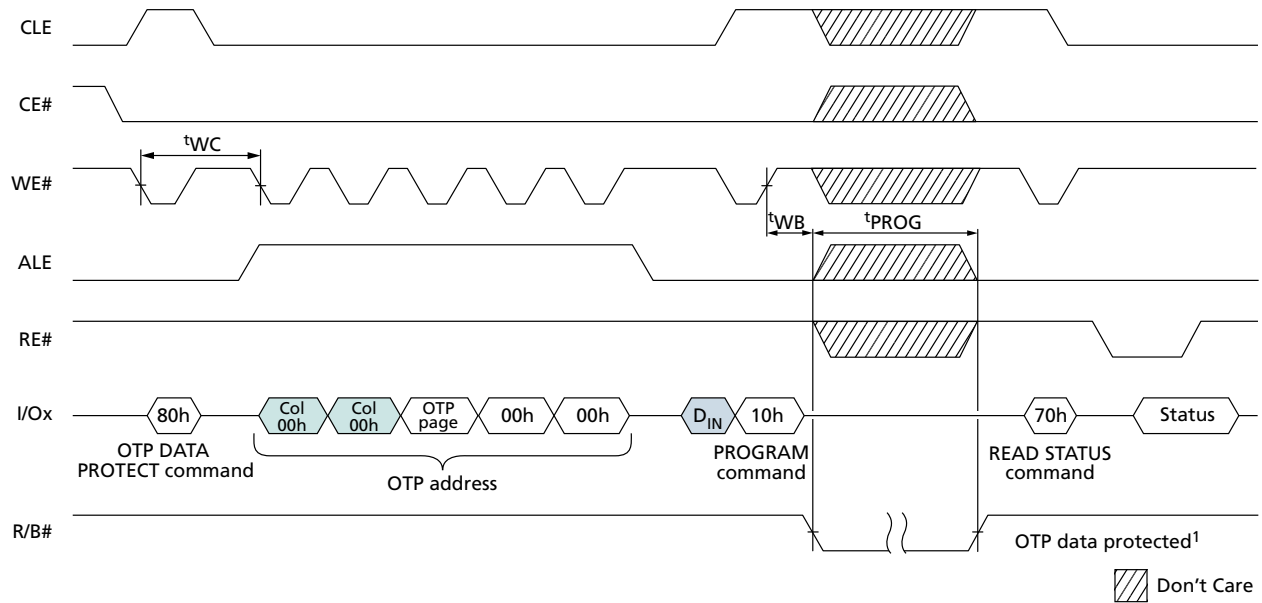 CLE
CE#
tWC
WE#
tWB
tPROG
ALE
RE#
I/Ox
80h
Col
00h
Col
00h
OTP
page
00h
00h
DIN
10h
70h
Status
OTP DATA
PROTECT command
OTP address
PROGRAM
command
READ STATUS
command
R/B#
OTP data protected1
Don't Care